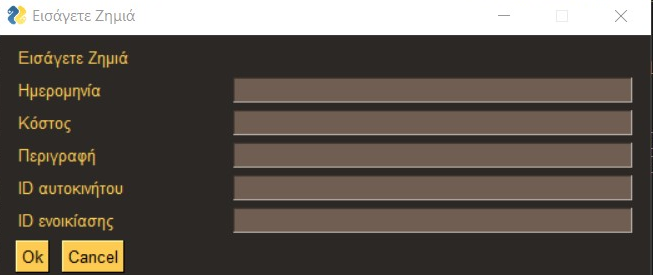 Εισάγετε Ζημιά
Εισάγετε Ζημιά
Ημερομηνία
Κόστος
Περιγραφή
ID αυτοκινήτου
ID ενοικίασης
Ok Cancel